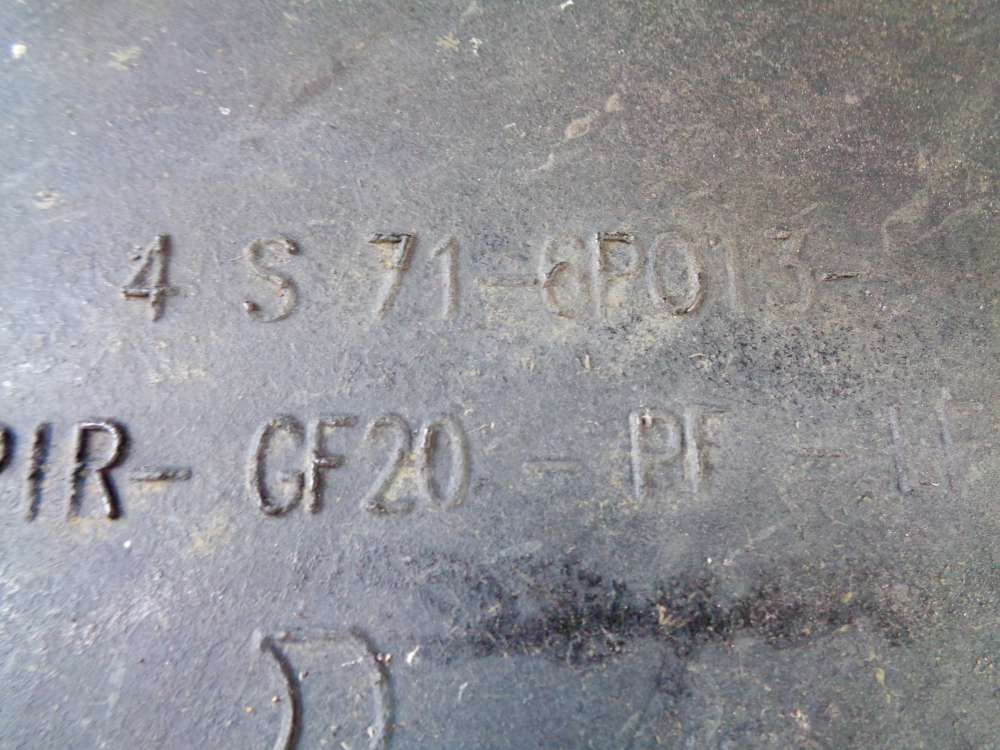 4 S 71-6P013-
PIR- GF20 - PF -